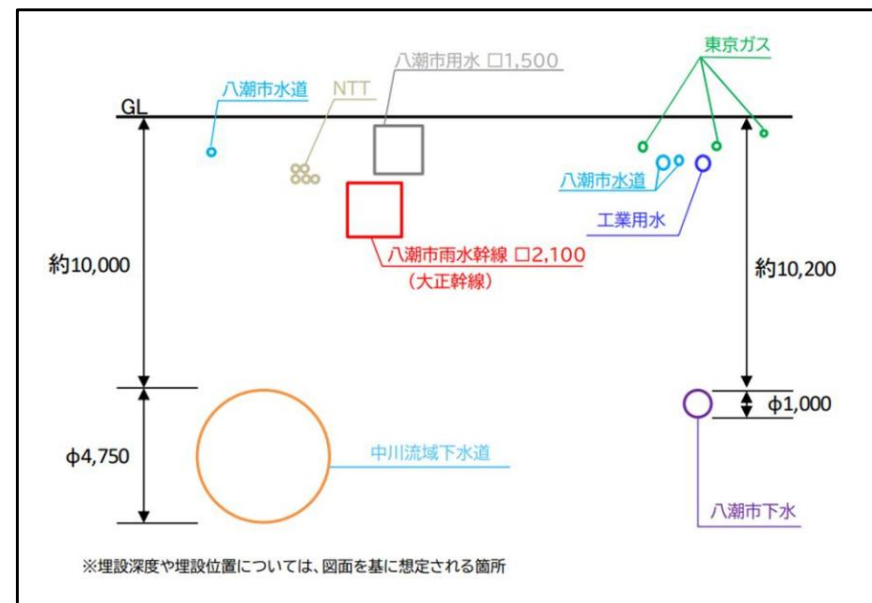 東京ガス
八潮市用水 □1,500
八潮市水道
NTT
GL
八潮市水道
工業用水
八潮市雨水幹線 □2,100
(大正幹線)
約10,000
約10,200
φ1,000
φ4,750
中川流域下水道
八潮市下水
※埋設深度や埋設位置については、図面を基に想定される箇所